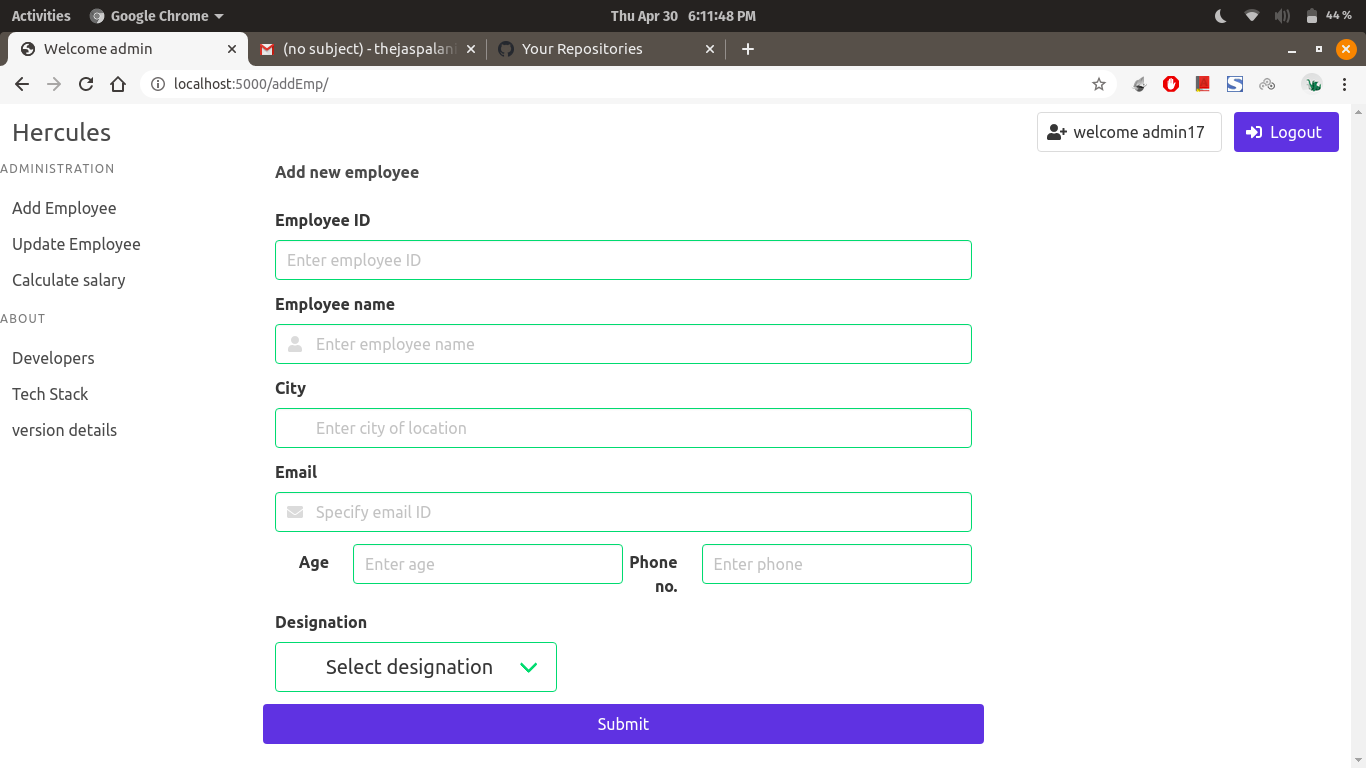 Activities
Google Chrome
Thu Apr 30 6:11:48 PM
44 %
Welcome admin
(no subject) - thejaspalani
Your Repositories
localhost:5000/addEmp/
Hercules
welcome admin17
Logout
ADMINISTRATION
Add Employee
Update Employee
Calculate salary
ABOUT
Developers
Tech Stack
version details
Add new employee
Employee ID
Enter employee ID
Employee name
Enter employee name
City
Enter city of location
Email
Specify email ID
Age
Enter age
Phone
no.
Enter phone
Designation
Select designation
Submit